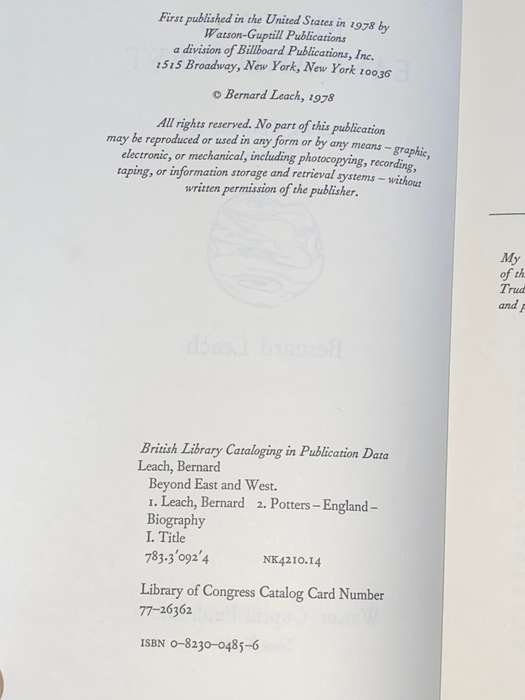 First published in the United States in 1978 by
Watson-Guptill Publications
a division of Billboard Publications, Inc.
1515 Broadway, New York, New York 10036
© Bernard Leach, 1978
All rights reserved. No part of this publication
may be reproduced or used in any form or by any means – graphic,
electronic, or mechanical, including photocopying, recording,
taping, or information storage and retrieval systems – without
written permission of the publisher.
Bernard Leach
British Library Cataloging in Publication Data
Leach, Bernard
Beyond East and West.
1. Leach, Bernard 2. Potters – England –
Biography
I. Title
783.3'092'4 NK4210.14
Library of Congress Catalog Card Number
77–26362
ISBN 0–8230–0485–6
My
of th
Trud
and p